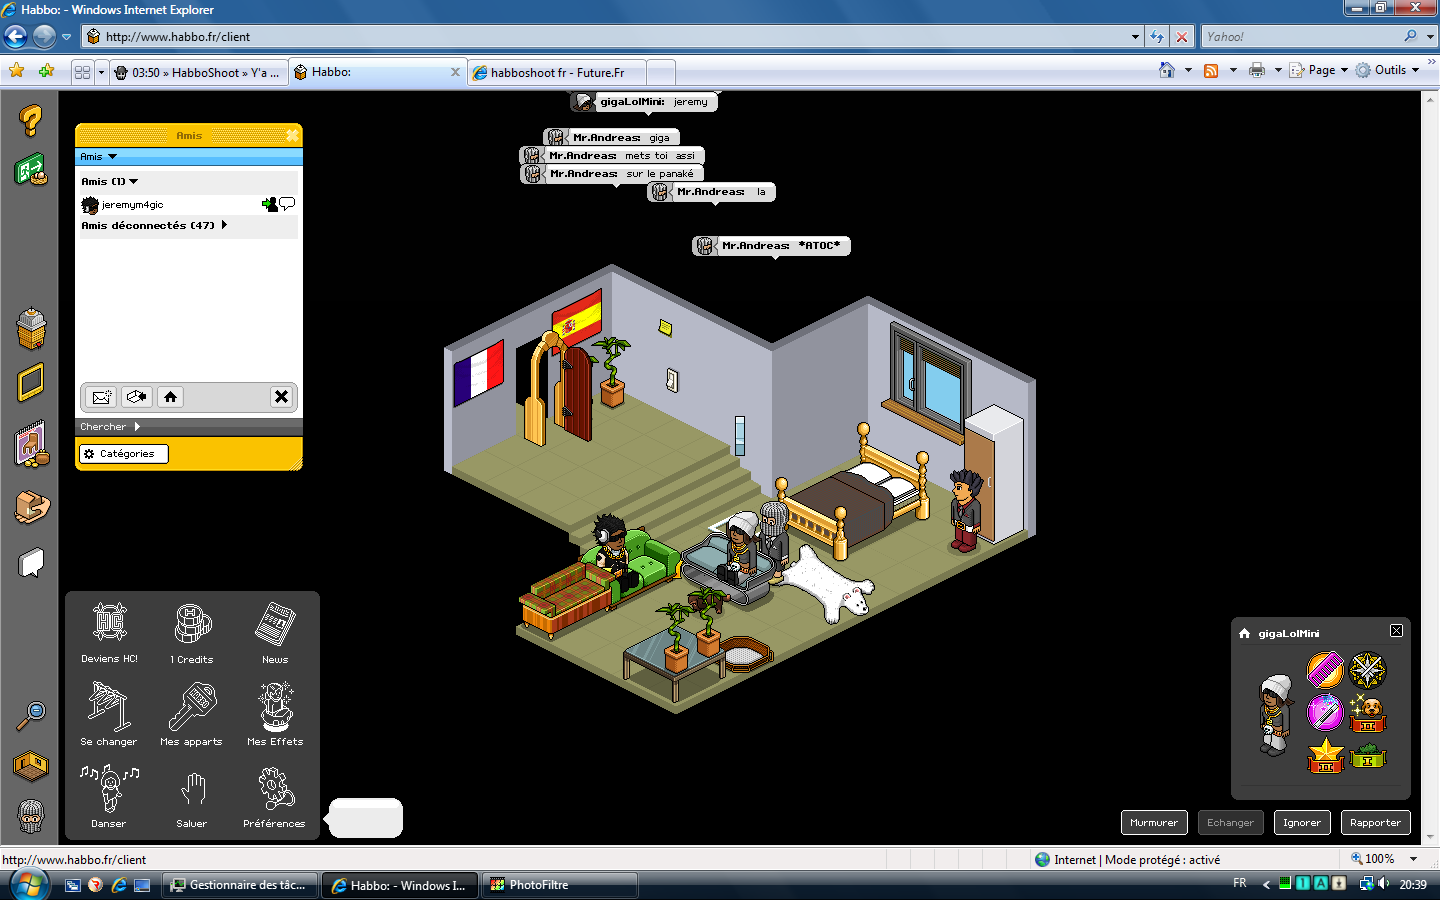 Habbo: - Windows Internet Explorer
http://www.habbo.fr/client
Yahoo!
03:50 » HabboShoot » Y'a ...
Habbo:
habboshoot fr - Future.Fr
Page
Outils
gigaLolMini: jeremy
Mr.Andreas: giga
Mr.Andreas: mets toi assi
Mr.Andreas: sur le panaké
Mr.Andreas: la
Mr.Andreas: *ATOC*
Amis
Amis
Amis (1)
jeremym4gic
Amis déconnectés (47)
Chercher
Catégories
HC
Deviens HC!
1 Credits
News
Se changer
Mes apparts
Mes Effets
Danser
Saluer
Préférences
gigaLolMini
II
II
I
Murmurer
Echanger
Ignorer
Rapporter
http://www.habbo.fr/client
Internet | Mode protégé : activé
100%
Gestionnaire des tâc...
Habbo: - Windows I...
PhotoFiltre
FR
1
A
20:39